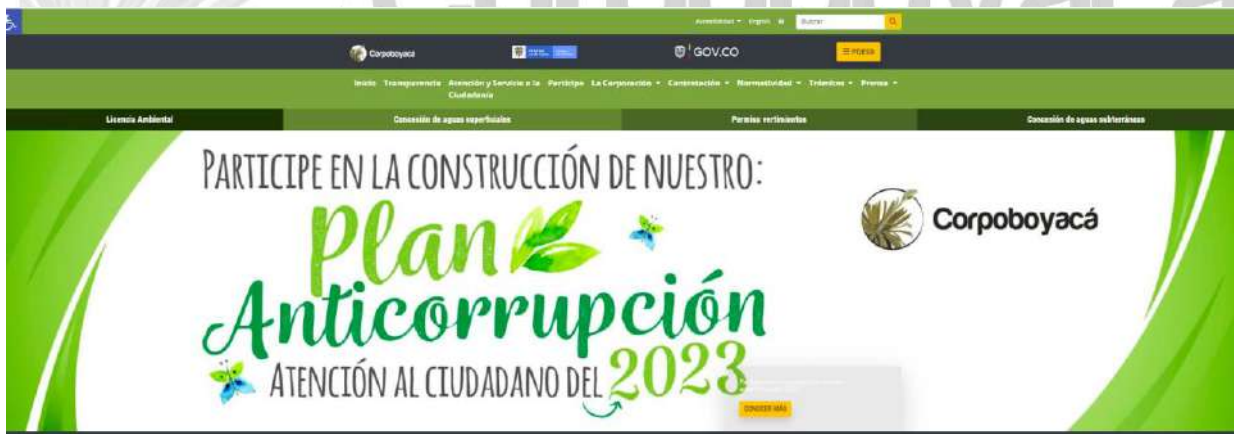 Accesibilidad English Buscar
Corpoboyacá GOV.CO
Inicio Transparencia Atención y Servicio a la Ciudadanía Participe La Corporación Contratación Normatividad Trámites Prensa
Licencia Ambiental Concesión de aguas superficiales Permiso vertimientos Concesión de aguas subterráneas
PARTICIPE EN LA CONSTRUCCIÓN DE NUESTRO:
Plan
Anticorrupción
ATENCIÓN AL CIUDADANO DEL 2023
Corpoboyacá
CONOCER MÁS